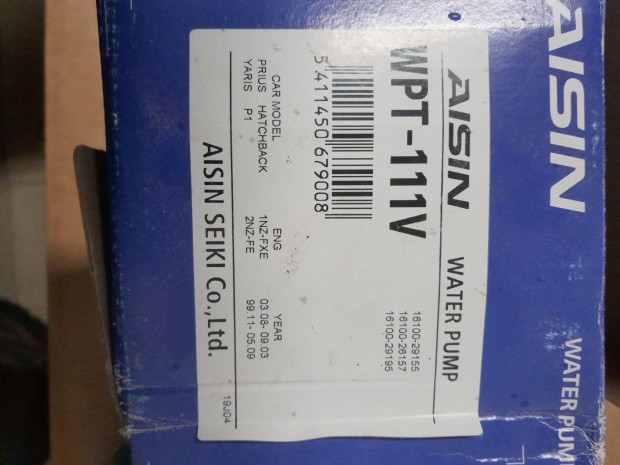 AISIN
WATER PUM
AISIN WATER PUMP
WPT-111V
16100-29155
16100-28157
16100-29195
5 411450 679008
CAR MODEL ENG YEAR
PRIUS HATCHBACK 1NZ-FXE 03.08-09.03
YARIS P1 2NZ-FE 99.11-05.09
AISIN SEIKI Co.,Ltd.
19J04